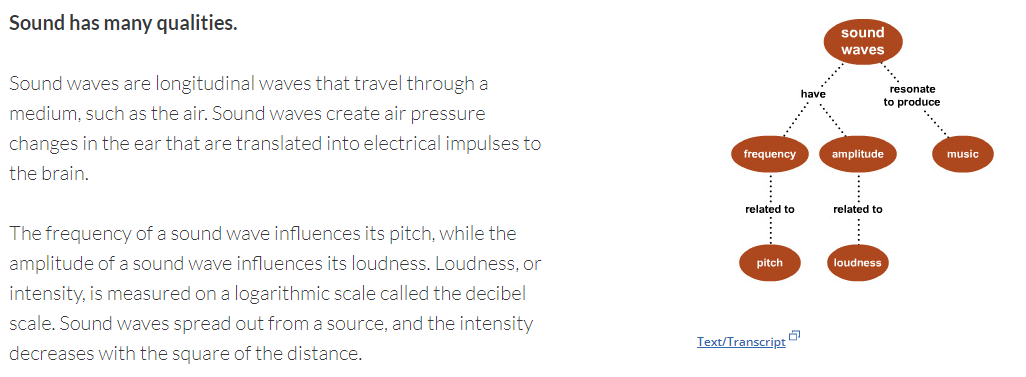 Sound has many qualities.
Sound waves are longitudinal waves that travel through a
medium, such as the air. Sound waves create air pressure
changes in the ear that are translated into electrical impulses to
the brain.
The frequency of a sound wave influences its pitch, while the
amplitude of a sound wave influences its loudness. Loudness, or
intensity, is measured on a logarithmic scale called the decibel
scale. Sound waves spread out from a source, and the intensity
decreases with the square of the distance.
sound
waves
have
resonate
to produce
frequency
amplitude
music
related to
related to
pitch
loudness
Text/Transcript